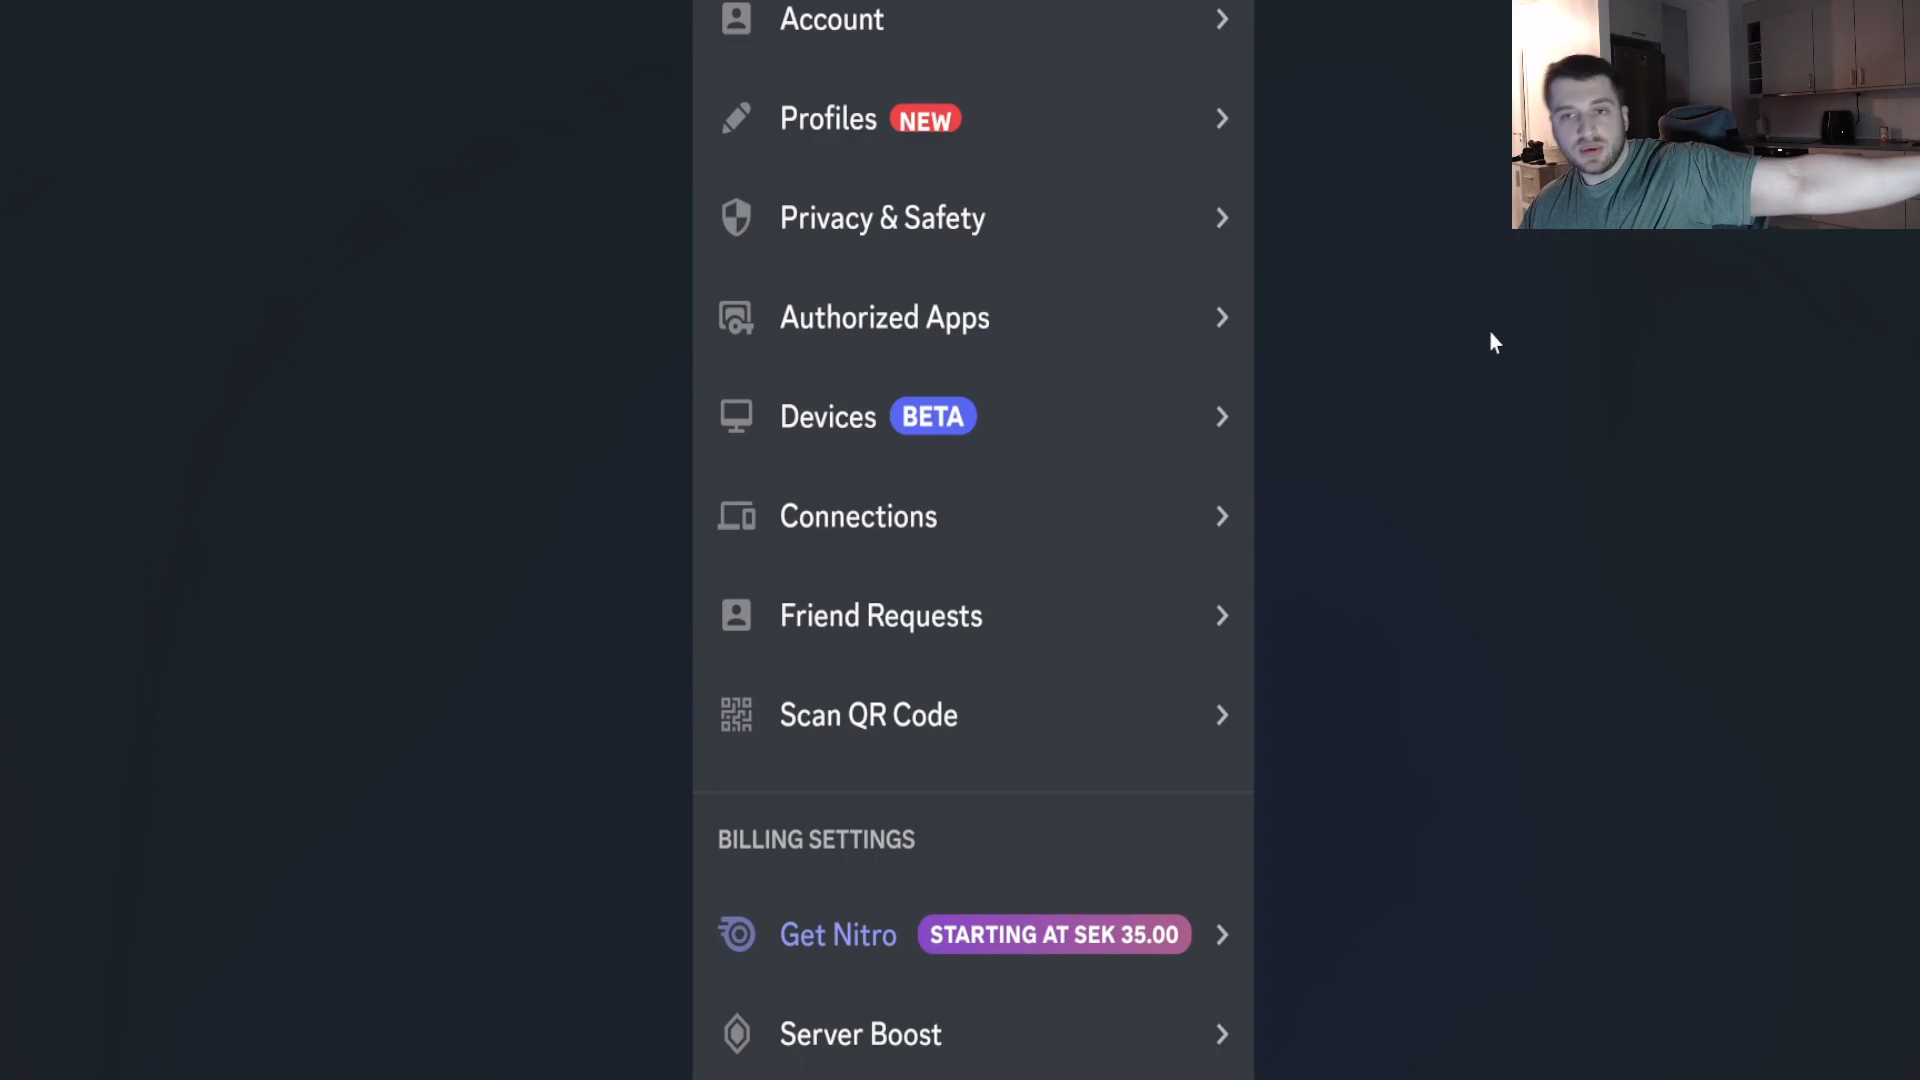 Account
Profiles NEW
Privacy & Safety
Authorized Apps
Devices BETA
Connections
Friend Requests
Scan QR Code
BILLING SETTINGS
Get Nitro STARTING AT SEK 35.00
Server Boost